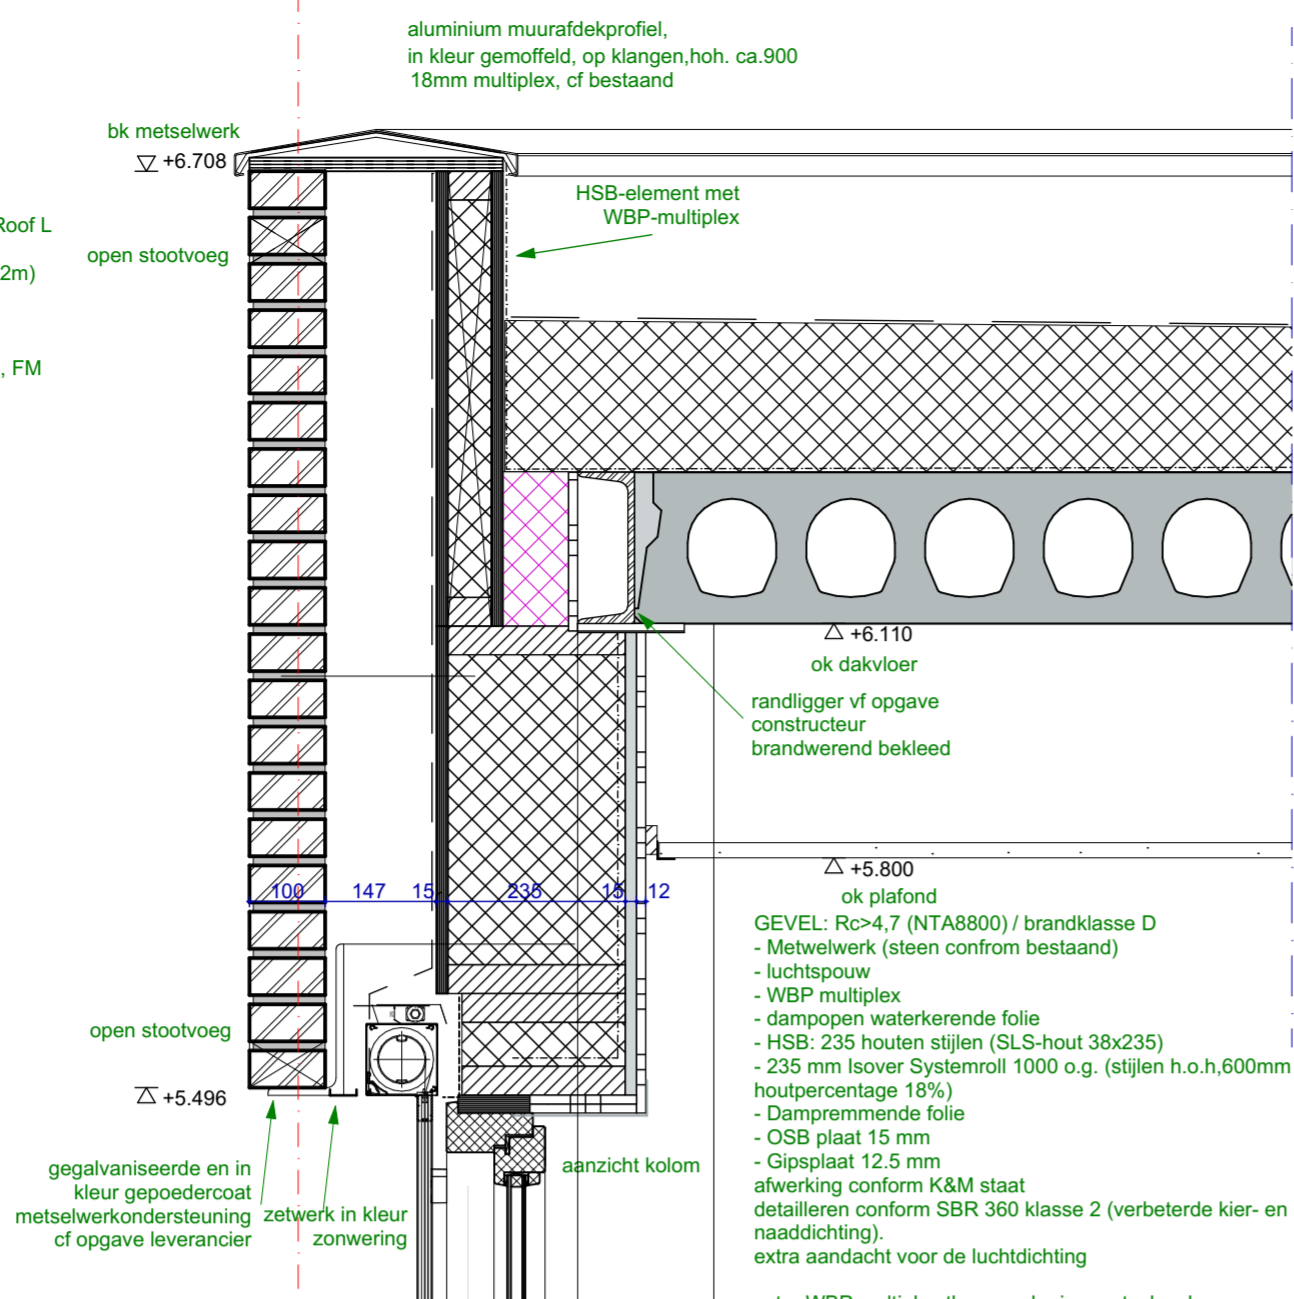 aluminium muurafdekprofiel,
in kleur gemoffeld, op klangen,hoh. ca.900
18mm multiplex, cf bestaand
bk metselwerk
+6.708
HSB-element met
WBP-multiplex
Roof L
open stootvoeg
2m)
, FM
+6.110
ok dakvloer
randligger vf opgave
constructeur
brandwerend bekleed
+5.800
ok plafond
100 147 15 235 15 12
GEVEL: Rc>4,7 (NTA8800) / brandklasse D
- Metwelwerk (steen confrom bestaand)
- luchtspouw
- WBP multiplex
- dampopen waterkerende folie
- HSB: 235 houten stijlen (SLS-hout 38x235)
- 235 mm Isover Systemroll 1000 o.g. (stijlen h.o.h,600mm
houtpercentage 18%)
- Dampremmende folie
- OSB plaat 15 mm
- Gipsplaat 12.5 mm
afwerking conform K&M staat
detailleren conform SBR 360 klasse 2 (verbeterde kier- en
naaddichting).
extra aandacht voor de luchtdichting
open stootvoeg
+5.496
aanzicht kolom
gegalvaniseerde en in
kleur gepoedercoat
metselwerkondersteuning
cf opgave leverancier
zetwerk in kleur
zonwering